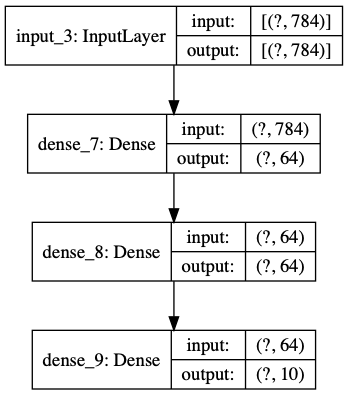 input_3: InputLayer
input: [(?, 784)]
output: [(?, 784)]
dense_7: Dense
input: (?, 784)
output: (?, 64)
dense_8: Dense
input: (?, 64)
output: (?, 64)
dense_9: Dense
input: (?, 64)
output: (?, 10)